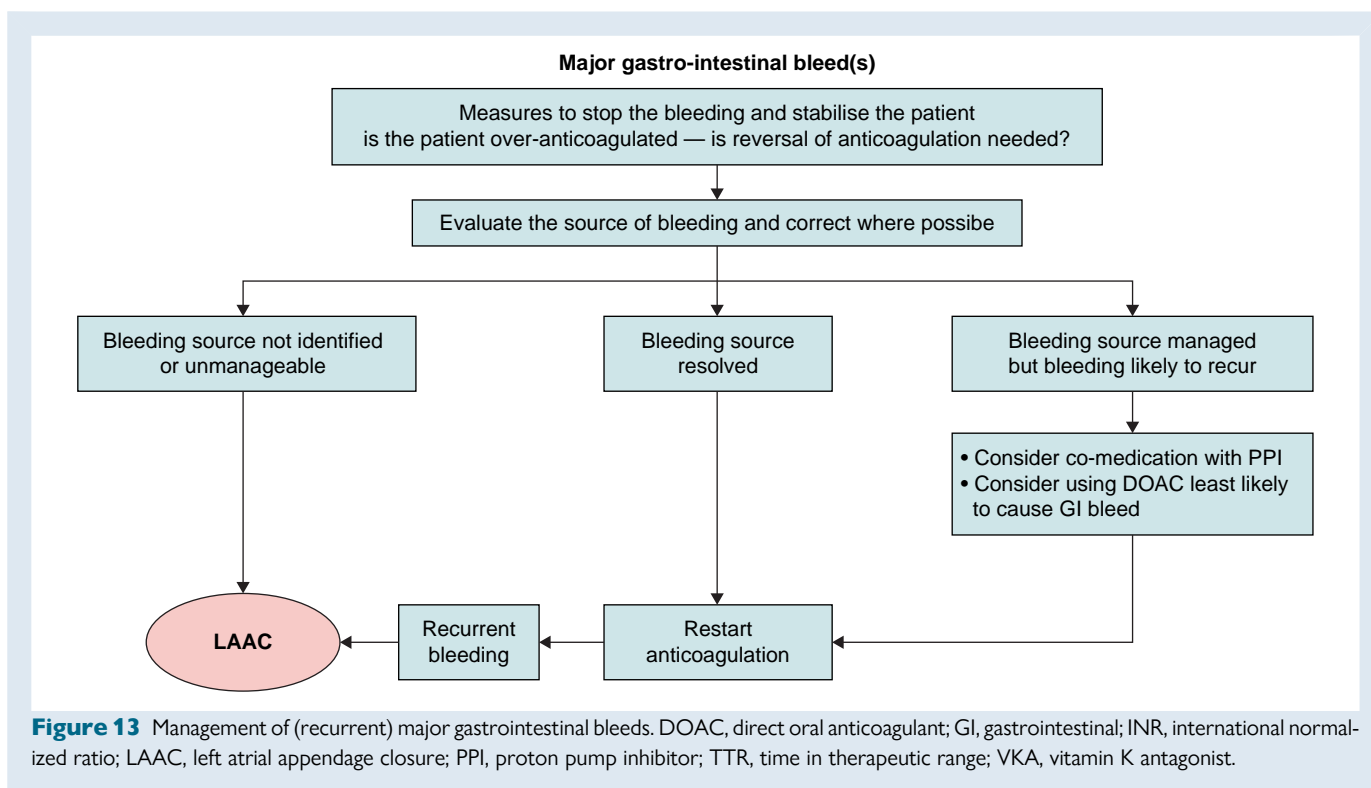 Major gastro-intestinal bleed(s)
Measures to stop the bleeding and stabilise the patient
is the patient over-anticoagulated — is reversal of anticoagulation needed?
Evaluate the source of bleeding and correct where possibe
Bleeding source not identified
or unmanageable
Bleeding source
resolved
Bleeding source managed
but bleeding likely to recur
• Consider co-medication with PPI
• Consider using DOAC least likely
to cause GI bleed
LAAC
Recurrent
bleeding
Restart
anticoagulation
Figure 13 Management of (recurrent) major gastrointestinal bleeds. DOAC, direct oral anticoagulant; GI, gastrointestinal; INR, international normal-
ized ratio; LAAC, left atrial appendage closure; PPI, proton pump inhibitor; TTR, time in therapeutic range; VKA, vitamin K antagonist.